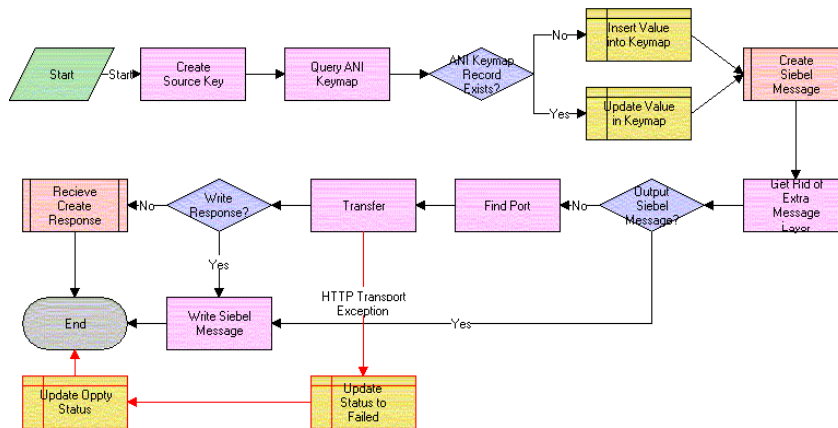 Start
Start
Create
Source Key
Query ANI
Keymap
ANI Keymap
Record
Exists?
No
Yes
Insert Value
into Keymap
Update Value
in Keymap
Create
Siebel
Message
Recieve
Create
Response
No
Write
Response?
Yes
Transfer
Find Port
No
Output
Siebel
Message?
Get Rid of
Extra
Message
Layer
HTTP Transport
Exception
End
Write Siebel
Message
Yes
Update Oppty
Status
Update
Status to
Failed